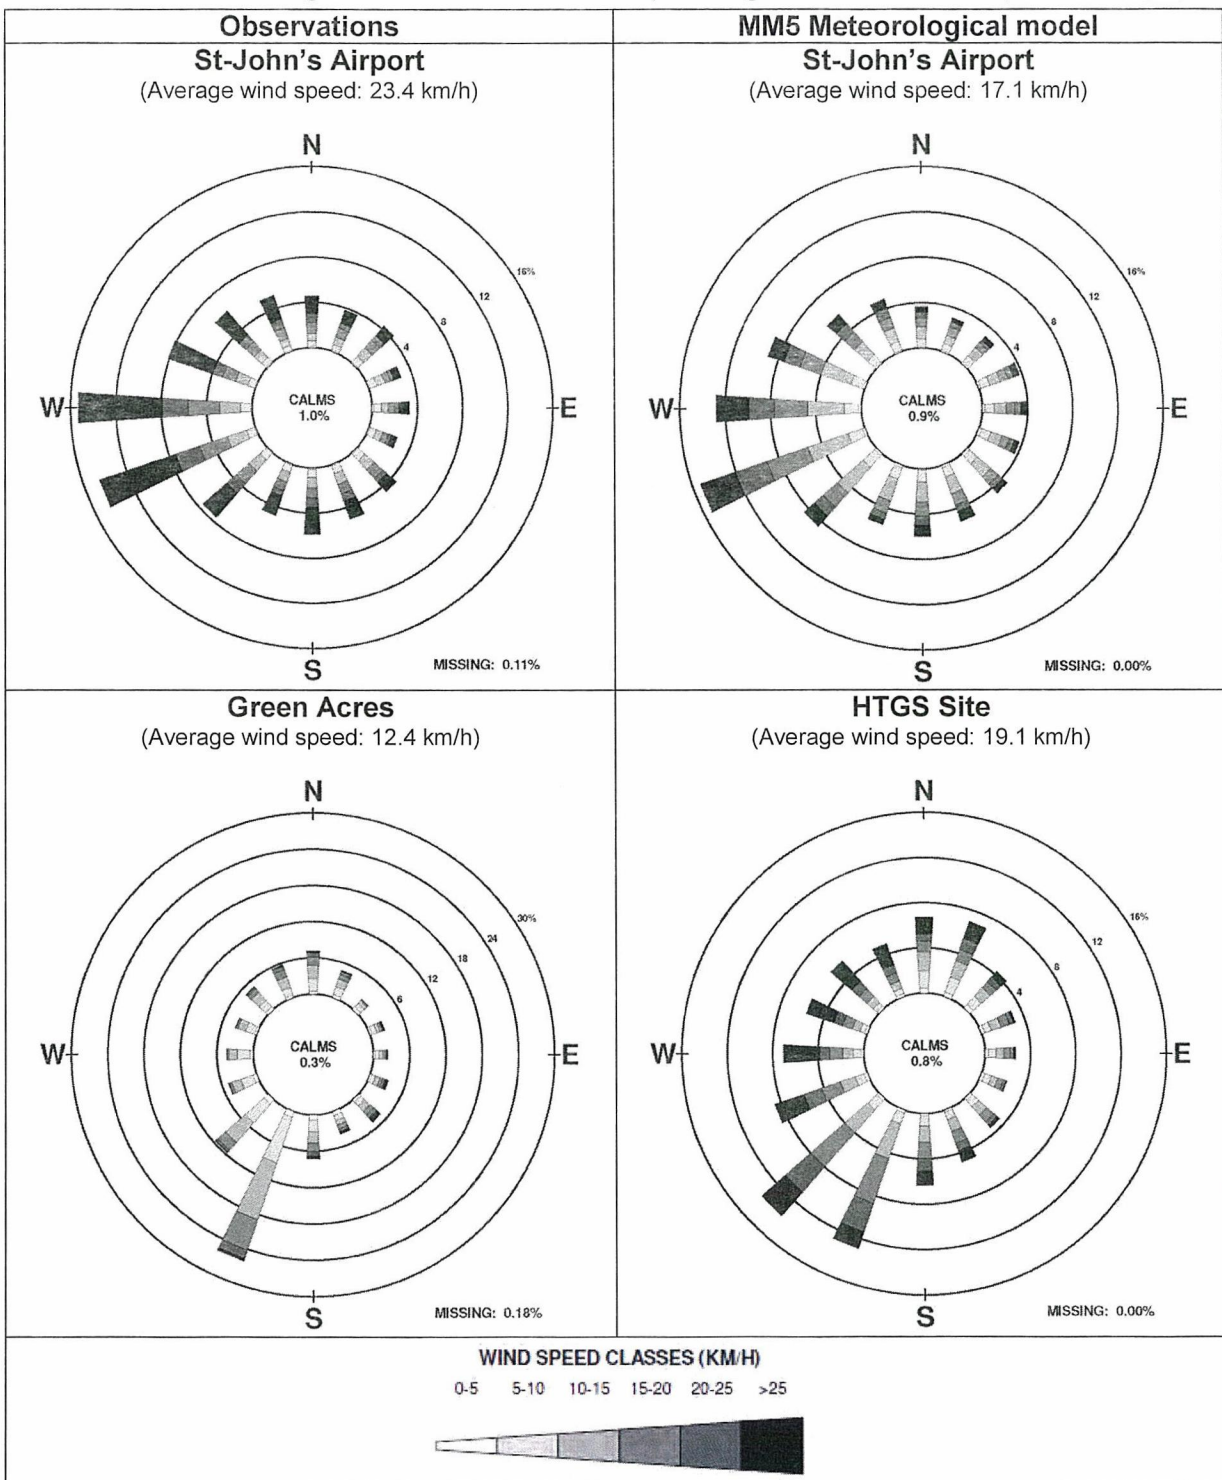 Observations
MM5 Meteorological model
St-John's Airport
(Average wind speed: 23.4 km/h)
N
16%
12
8
4
W
CALMS
1.0%
E
S
MISSING: 0.11%
St-John's Airport
(Average wind speed: 17.1 km/h)
N
16%
12
8
4
W
CALMS
0.9%
E
S
MISSING: 0.00%
Green Acres
(Average wind speed: 12.4 km/h)
N
30%
24
18
12
6
W
CALMS
0.3%
E
S
MISSING: 0.18%
HTGS Site
(Average wind speed: 19.1 km/h)
N
16%
12
8
4
W
CALMS
0.8%
E
S
MISSING: 0.00%
WIND SPEED CLASSES (KM/H)
0-5 5-10 10-15 15-20 20-25 >25